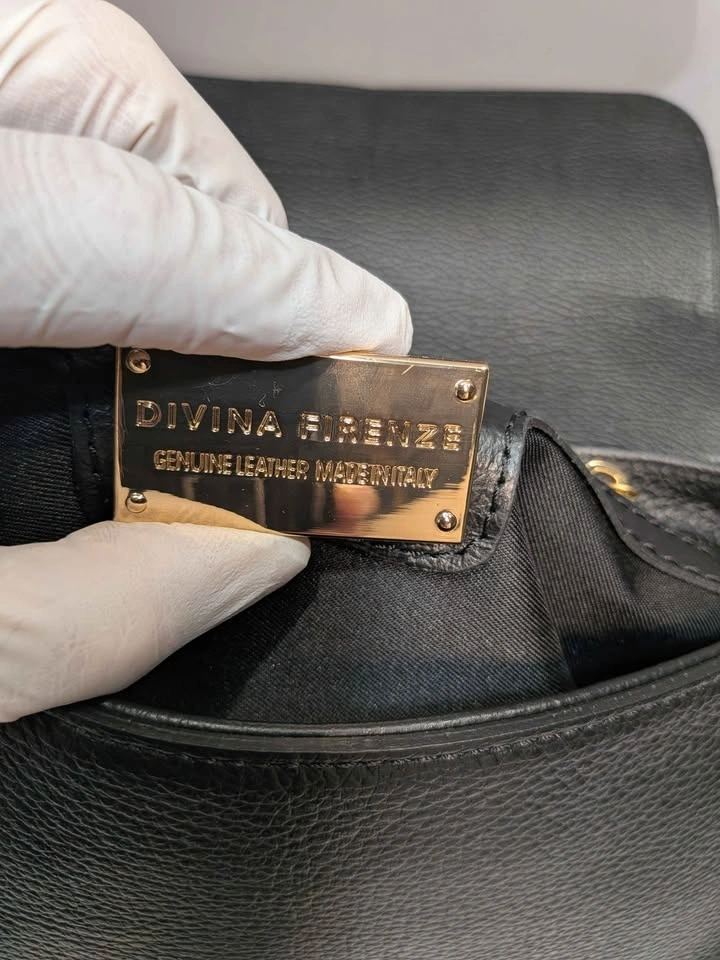 DIVINA FIRENZE
GENUINE LEATHER MADE IN ITALY